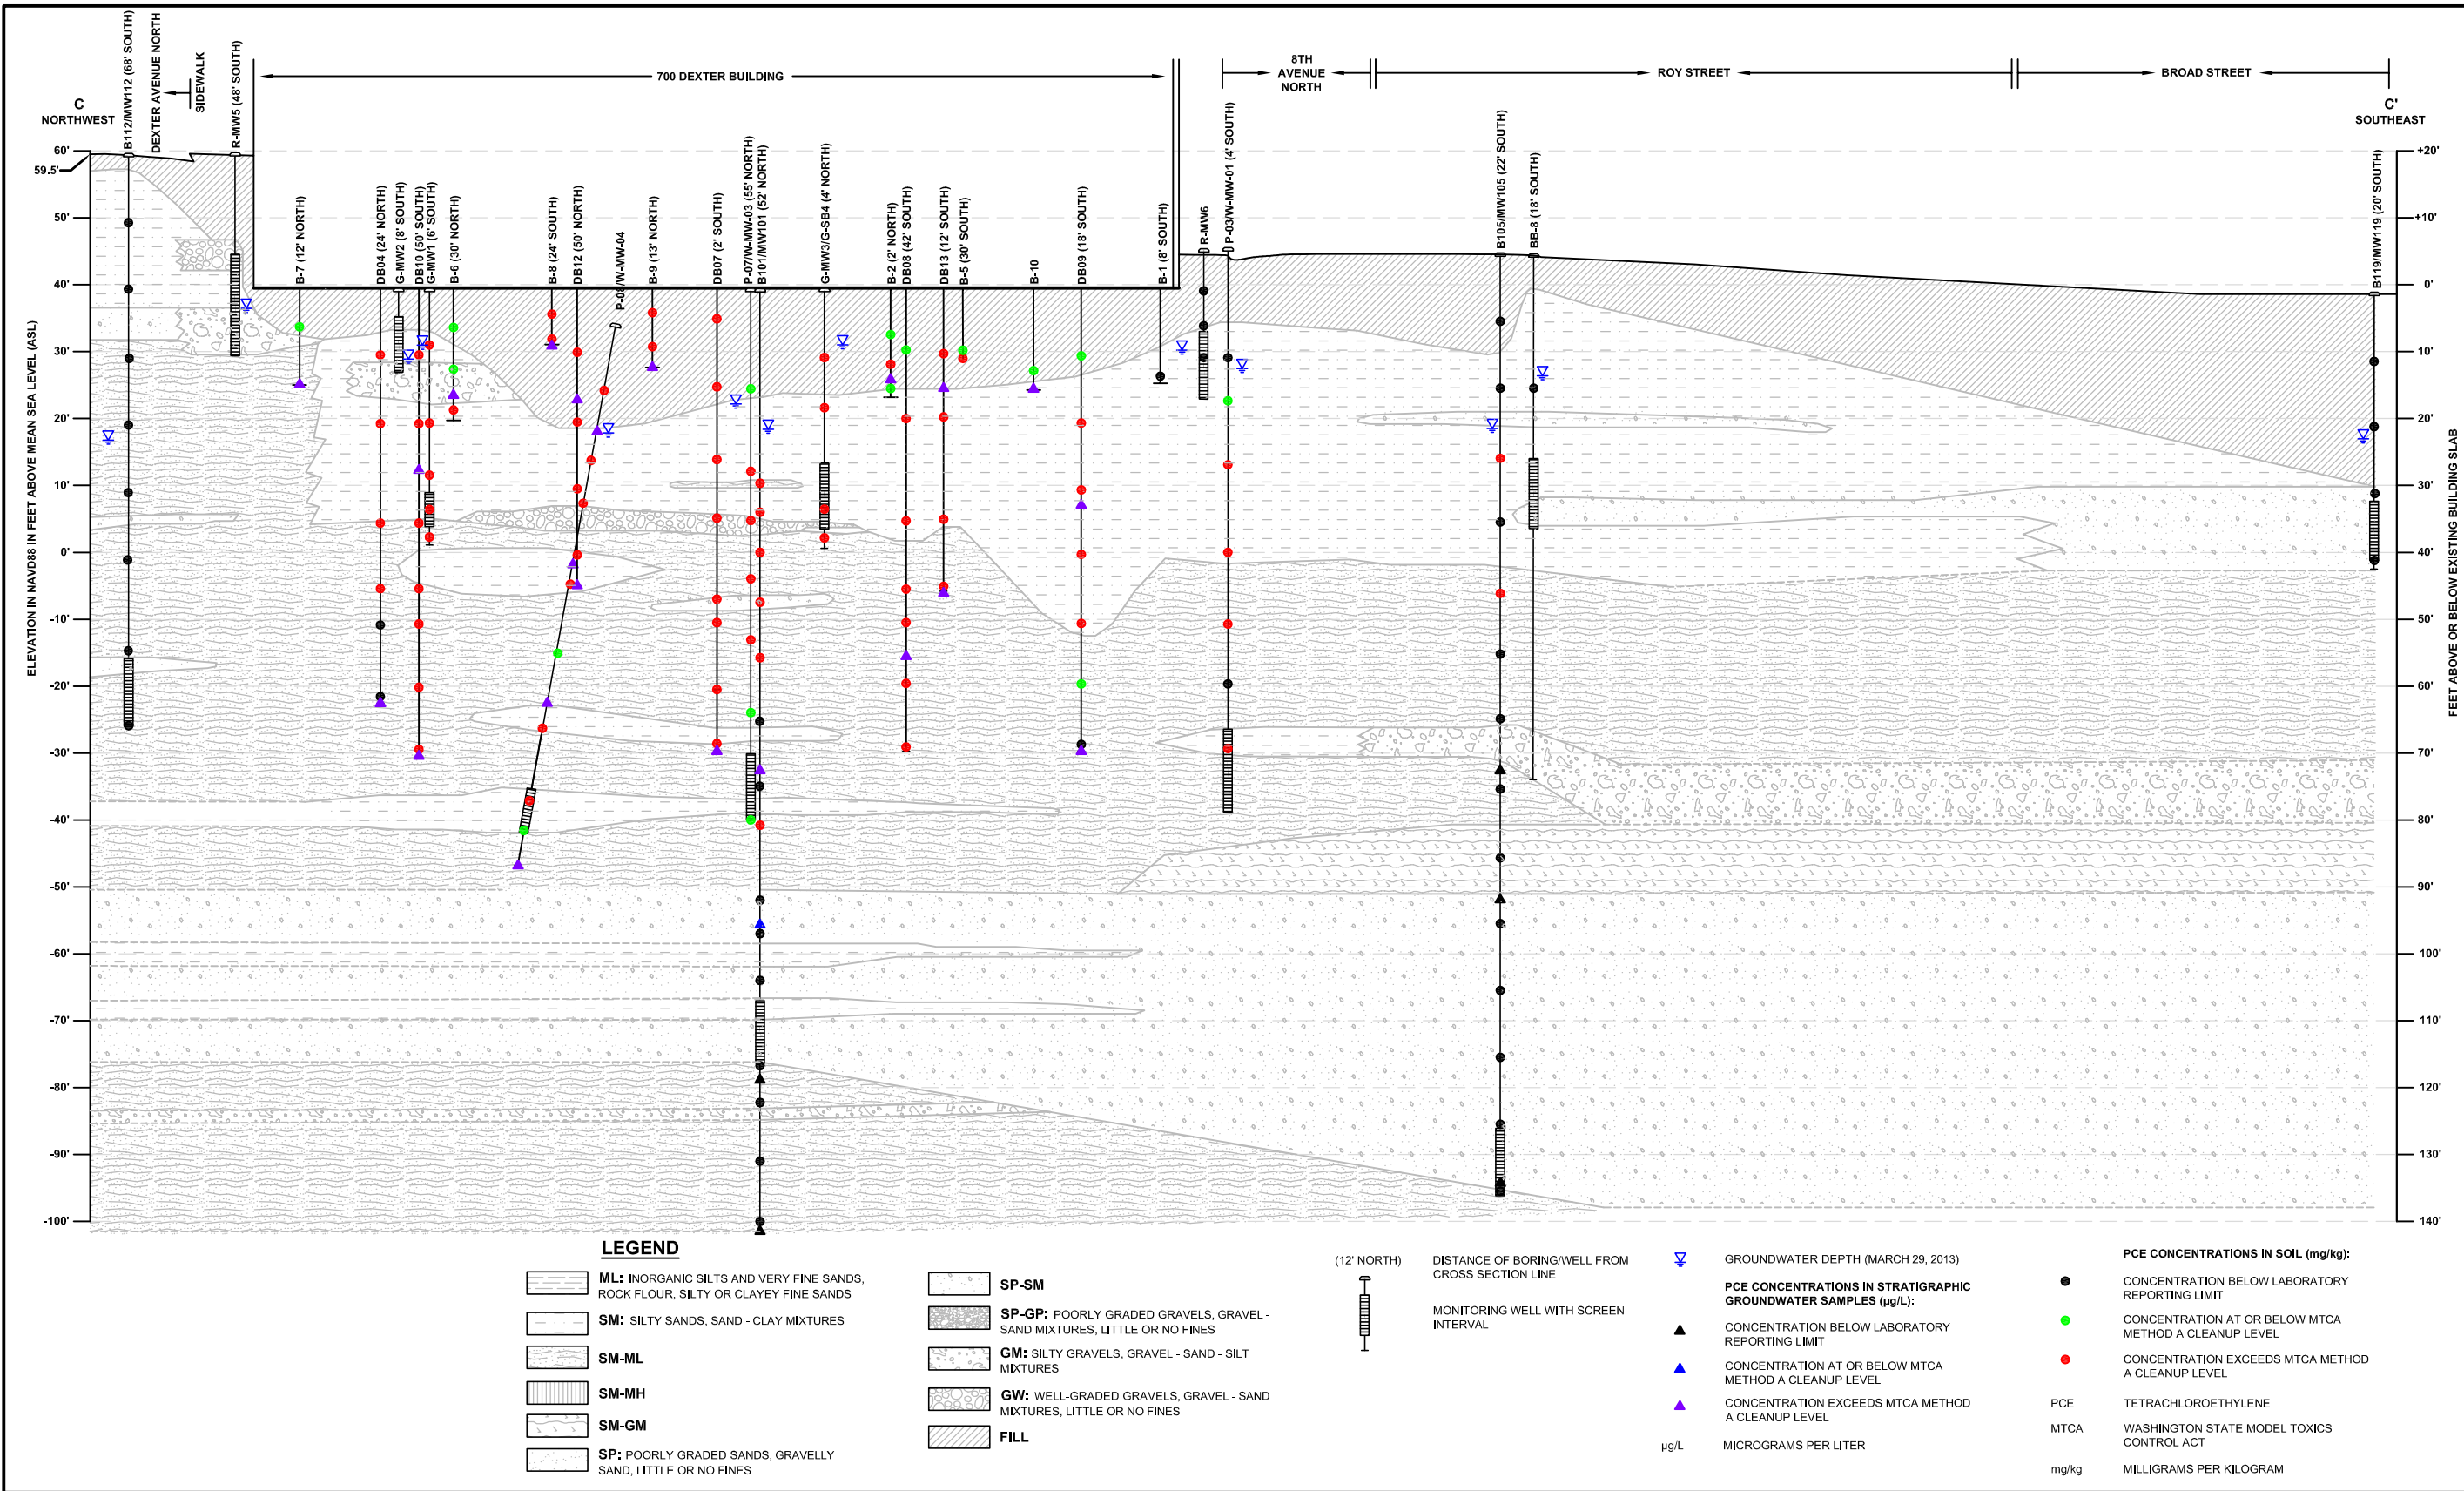 C
NORTHWEST
B112/MW112 (68' SOUTH)
DEXTER AVENUE NORTH
SIDEWALK
R-MW5 (48' SOUTH)
700 DEXTER BUILDING
8TH
AVENUE
NORTH
ROY STREET
BROAD STREET
C'
SOUTHEAST
B-7 (12' NORTH)
DB04 (24' NORTH)
G-MW2 (8' SOUTH)
DB10 (50' SOUTH)
G-MW1 (6' SOUTH)
B-6 (30' NORTH)
B-8 (24' SOUTH)
DB12 (50' NORTH)
P-08/W-MW-04
B-9 (13' NORTH)
DB07 (2' SOUTH)
P-07/W-MW-03 (55' NORTH)
B101/MW101 (52' NORTH)
G-MW3/G-SB4 (4' NORTH)
B-2 (2' NORTH)
DB08 (42' SOUTH)
DB13 (12' SOUTH)
B-5 (30' SOUTH)
B-10
DB09 (18' SOUTH)
B-1 (8' SOUTH)
R-MW6
P-03/W-MW-01 (4' SOUTH)
B105/MW105 (22' SOUTH)
BB-8 (18' SOUTH)
B119/MW119 (20' SOUTH)
ELEVATION IN NAVD88 IN FEET ABOVE MEAN SEA LEVEL (ASL)
60'
59.5'
50'
40'
30'
20'
10'
0'
-10'
-20'
-30'
-40'
-50'
-60'
-70'
-80'
-90'
-100'
+20'
+10'
0'
10'
20'
30'
40'
50'
60'
70'
80'
90'
100'
110'
120'
130'
140'
FEET ABOVE OR BELOW EXISTING BUILDING SLAB
LEGEND
ML: INORGANIC SILTS AND VERY FINE SANDS,
ROCK FLOUR, SILTY OR CLAYEY FINE SANDS
SM: SILTY SANDS, SAND - CLAY MIXTURES
SM-ML
SM-MH
SM-GM
SP: POORLY GRADED SANDS, GRAVELLY
SAND, LITTLE OR NO FINES
SP-SM
SP-GP: POORLY GRADED GRAVELS, GRAVEL -
SAND MIXTURES, LITTLE OR NO FINES
GM: SILTY GRAVELS, GRAVEL - SAND - SILT
MIXTURES
GW: WELL-GRADED GRAVELS, GRAVEL - SAND
MIXTURES, LITTLE OR NO FINES
FILL
(12' NORTH)
DISTANCE OF BORING/WELL FROM
CROSS SECTION LINE
MONITORING WELL WITH SCREEN
INTERVAL
GROUNDWATER DEPTH (MARCH 29, 2013)
PCE CONCENTRATIONS IN STRATIGRAPHIC
GROUNDWATER SAMPLES (µg/L):
CONCENTRATION BELOW LABORATORY
REPORTING LIMIT
CONCENTRATION AT OR BELOW MTCA
METHOD A CLEANUP LEVEL
CONCENTRATION EXCEEDS MTCA METHOD
A CLEANUP LEVEL
µg/L MICROGRAMS PER LITER
PCE CONCENTRATIONS IN SOIL (mg/kg):
CONCENTRATION BELOW LABORATORY
REPORTING LIMIT
CONCENTRATION AT OR BELOW MTCA
METHOD A CLEANUP LEVEL
CONCENTRATION EXCEEDS MTCA METHOD
A CLEANUP LEVEL
PCE TETRACHLOROETHYLENE
MTCA WASHINGTON STATE MODEL TOXICS
CONTROL ACT
mg/kg MILLIGRAMS PER KILOGRAM